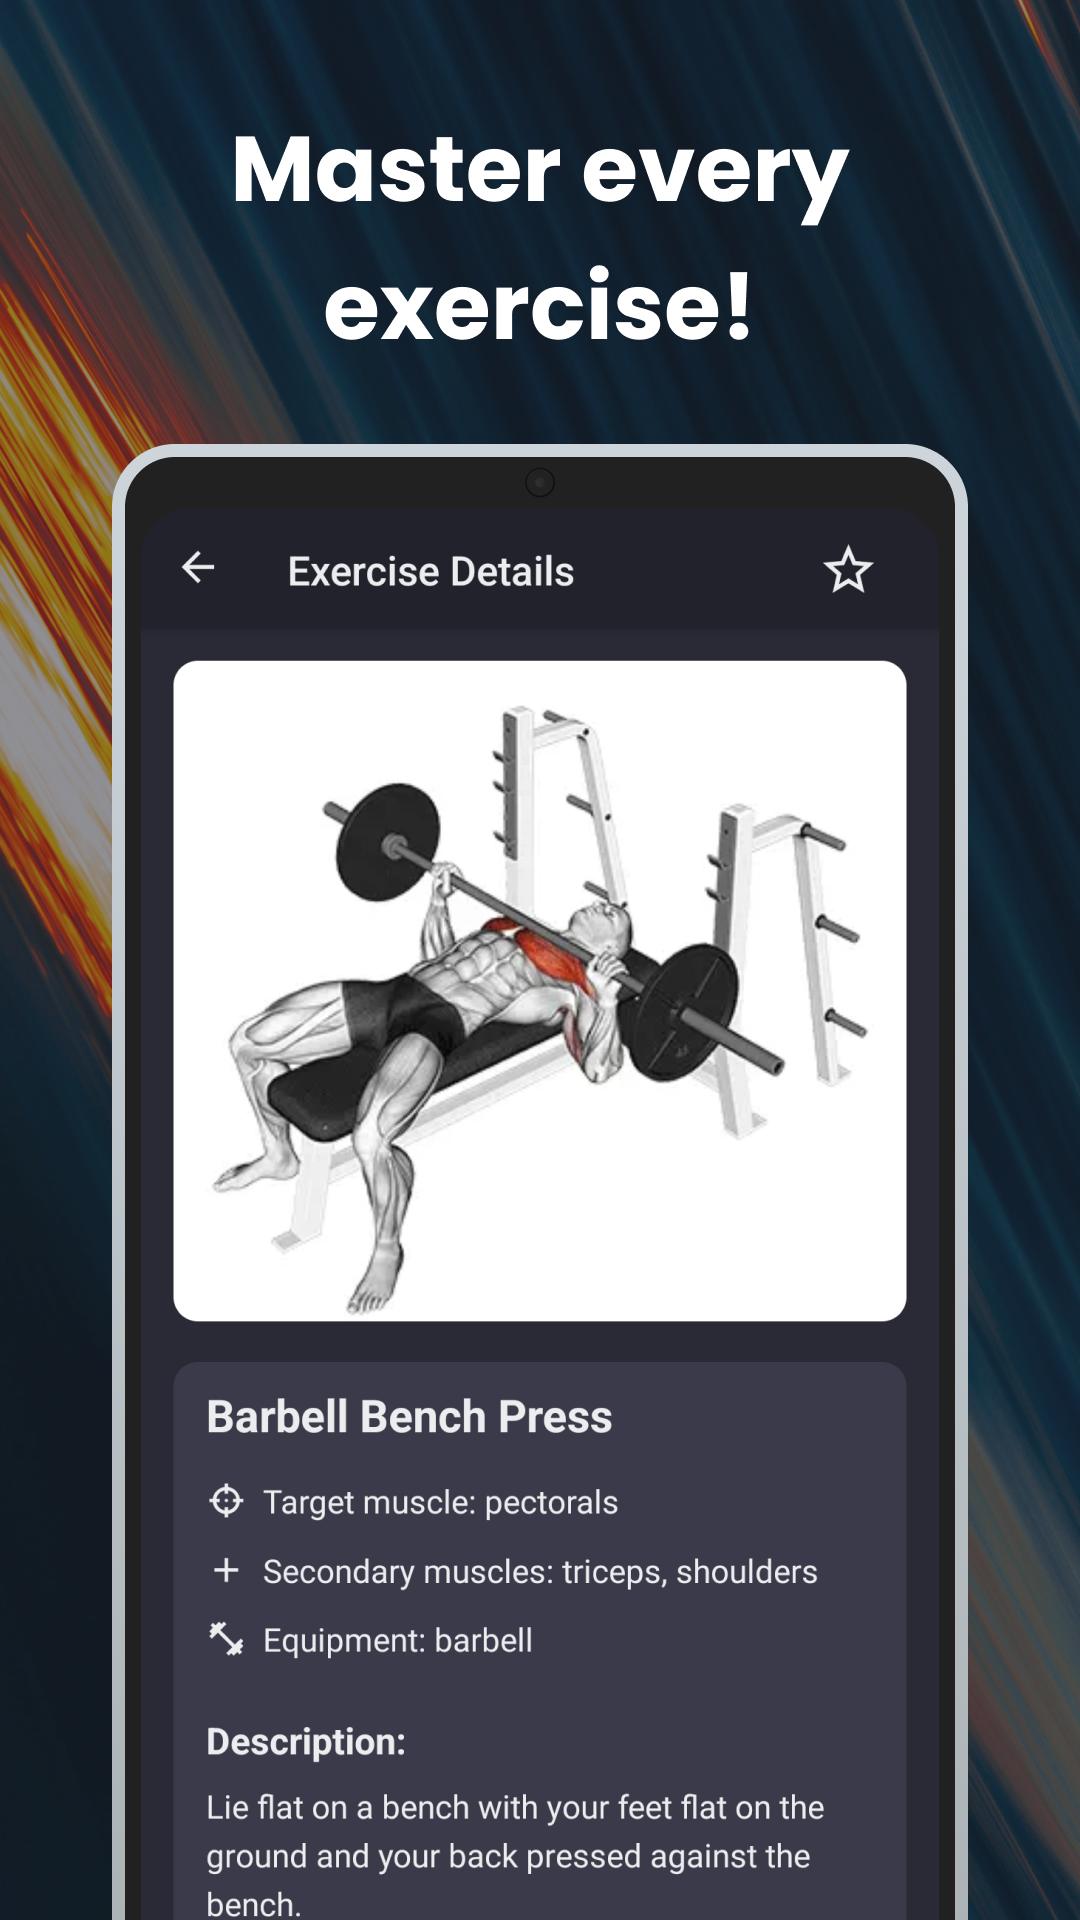 Master every
exercise!
Exercise Details
Barbell Bench Press
Target muscle: pectorals
Secondary muscles: triceps, shoulders
Equipment: barbell
Description:
Lie flat on a bench with your feet flat on the
ground and your back pressed against the
bench.